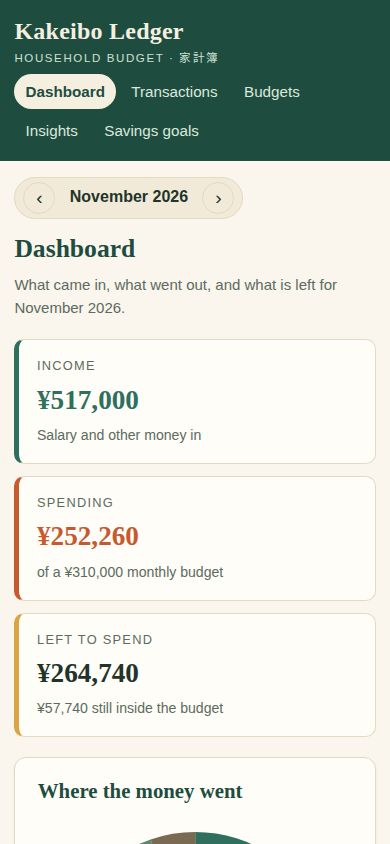 Kakeibo Ledger
HOUSEHOLD BUDGET · 家計簿
Dashboard Transactions Budgets
Insights Savings goals
‹ November 2026 ›
Dashboard
What came in, what went out, and what is left for
November 2026.
INCOME
¥517,000
Salary and other money in
SPENDING
¥252,260
of a ¥310,000 monthly budget
LEFT TO SPEND
¥264,740
¥57,740 still inside the budget
Where the money went